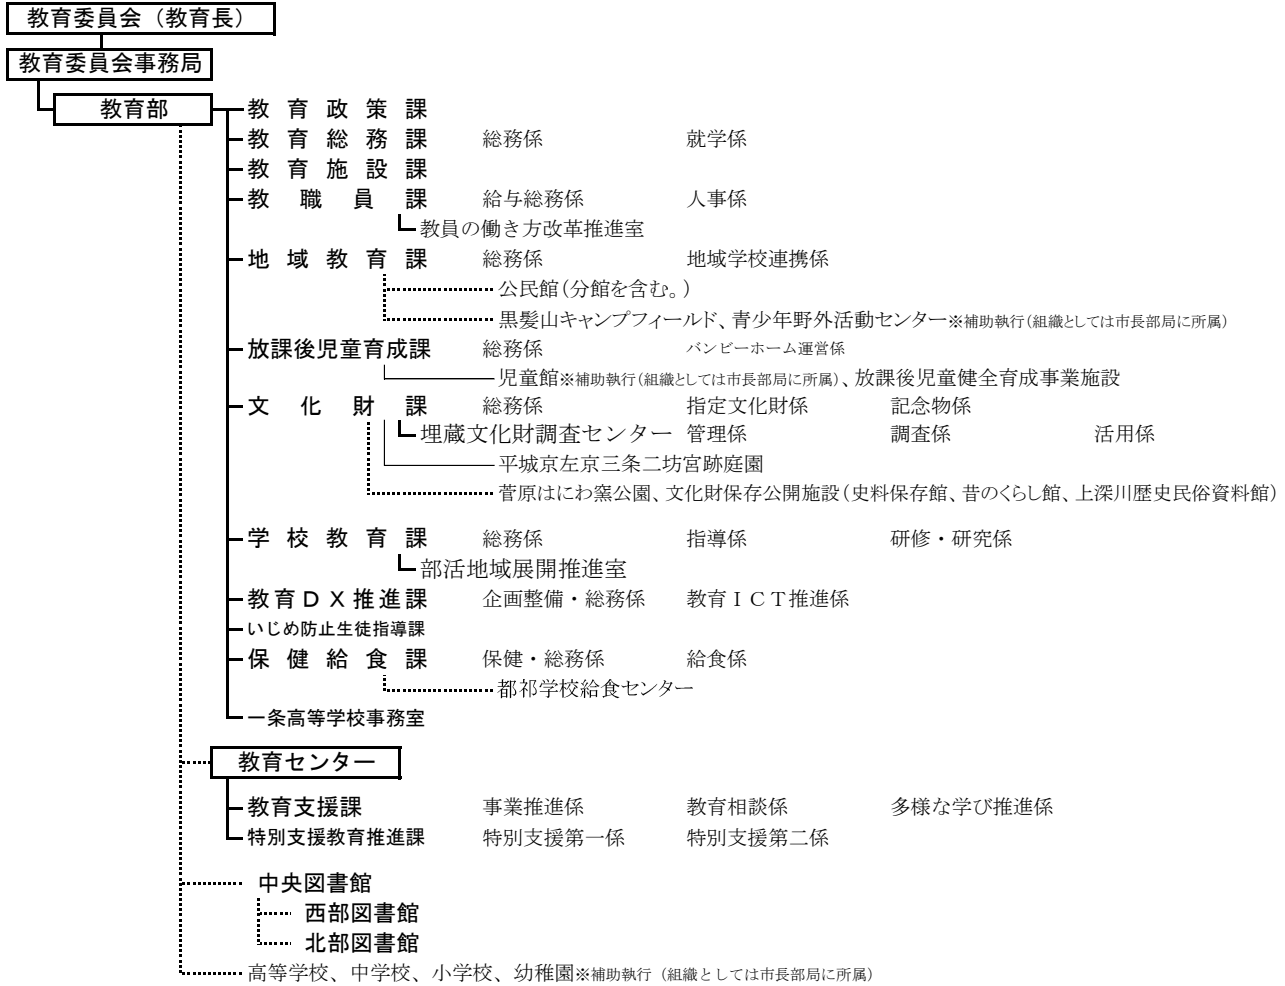 教育委員会（教育長）
教育委員会事務局
教育部
教育政策課
教育総務課 総務係 就学係
教育施設課
教職員課 給与総務係 人事係
教員の働き方改革推進室
地域教育課 総務係 地域学校連携係
公民館（分館を含む。）
黒髪山キャンプフィールド、青少年野外活動センター※補助執行（組織としては市長部局に所属）
放課後児童育成課 総務係 バンビーホーム運営係
児童館※補助執行（組織としては市長部局に所属）、放課後児童健全育成事業施設
文化財課 総務係 指定文化財係 記念物係
埋蔵文化財調査センター 管理係 調査係 活用係
平城京左京三条二坊宮跡庭園
菅原はにわ窯公園、文化財保存公開施設（史料保存館、昔のくらし館、上深川歴史民俗資料館）
学校教育課 総務係 指導係 研修・研究係
部活地域展開推進室
教育ＤＸ推進課 企画整備・総務係 教育ＩＣＴ推進係
いじめ防止生徒指導課
保健給食課 保健・総務係 給食係
都祁学校給食センター
一条高等学校事務室
教育センター
教育支援課 事業推進係 教育相談係 多様な学び推進係
特別支援教育推進課 特別支援第一係 特別支援第二係
中央図書館
西部図書館
北部図書館
高等学校、中学校、小学校、幼稚園※補助執行（組織としては市長部局に所属）